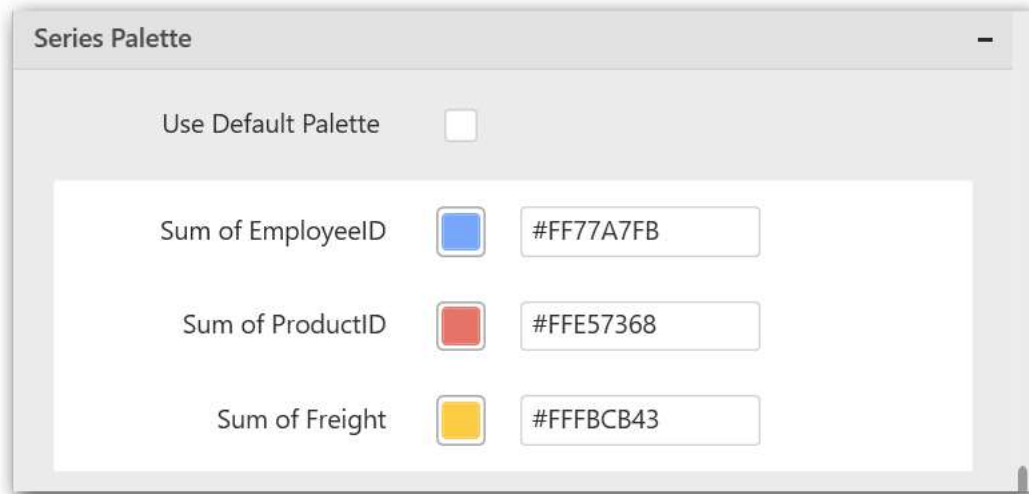 Series Palette
Use Default Palette
Sum of EmployeeID #FF77A7FB
Sum of ProductID #FFE57368
Sum of Freight #FFFBCB43